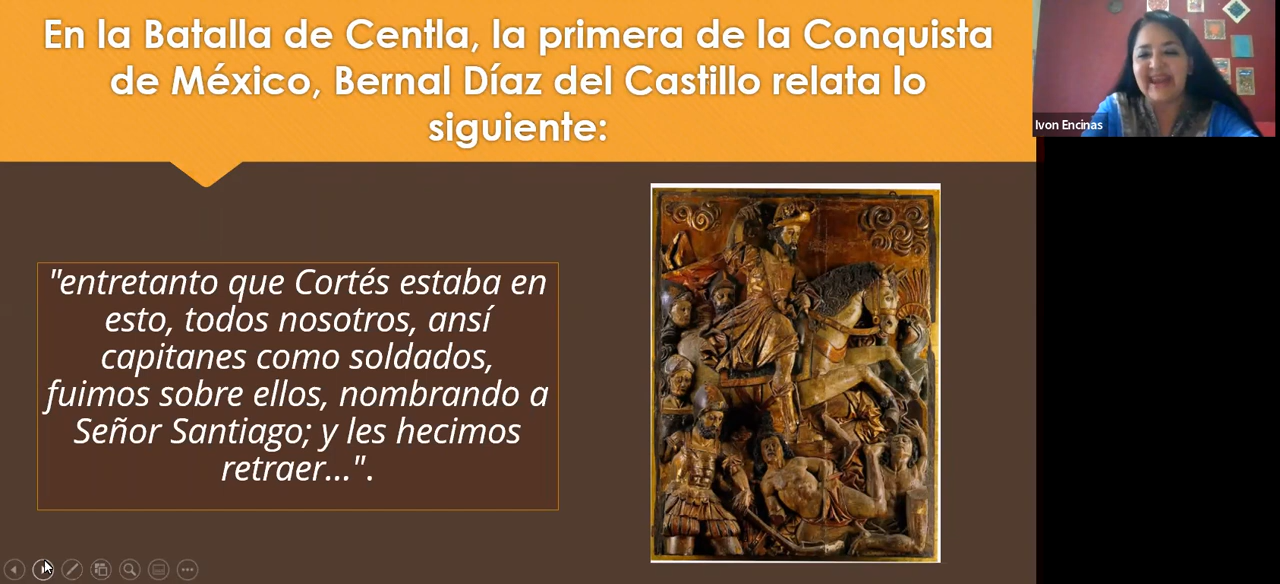 En la Batalla de Centla, la primera de la Conquista
de México, Bernal Díaz del Castillo relata lo
siguiente:
Ivon Encinas
"entretanto que Cortés estaba en
esto, todos nosotros, ansí
capitanes como soldados,
fuimos sobre ellos, nombrando a
Señor Santiago; y les hecimos
retraer...".